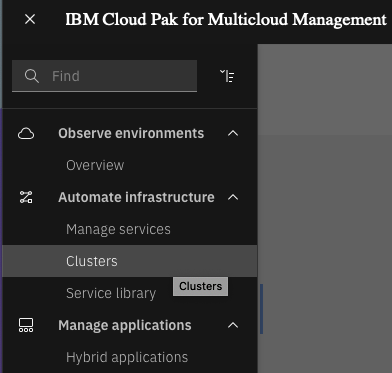 IBM Cloud Pak for Multicloud Management
Find
Observe environments
Overview
Automate infrastructure
Manage services
Clusters
Clusters
Service library
Manage applications
Hybrid applications